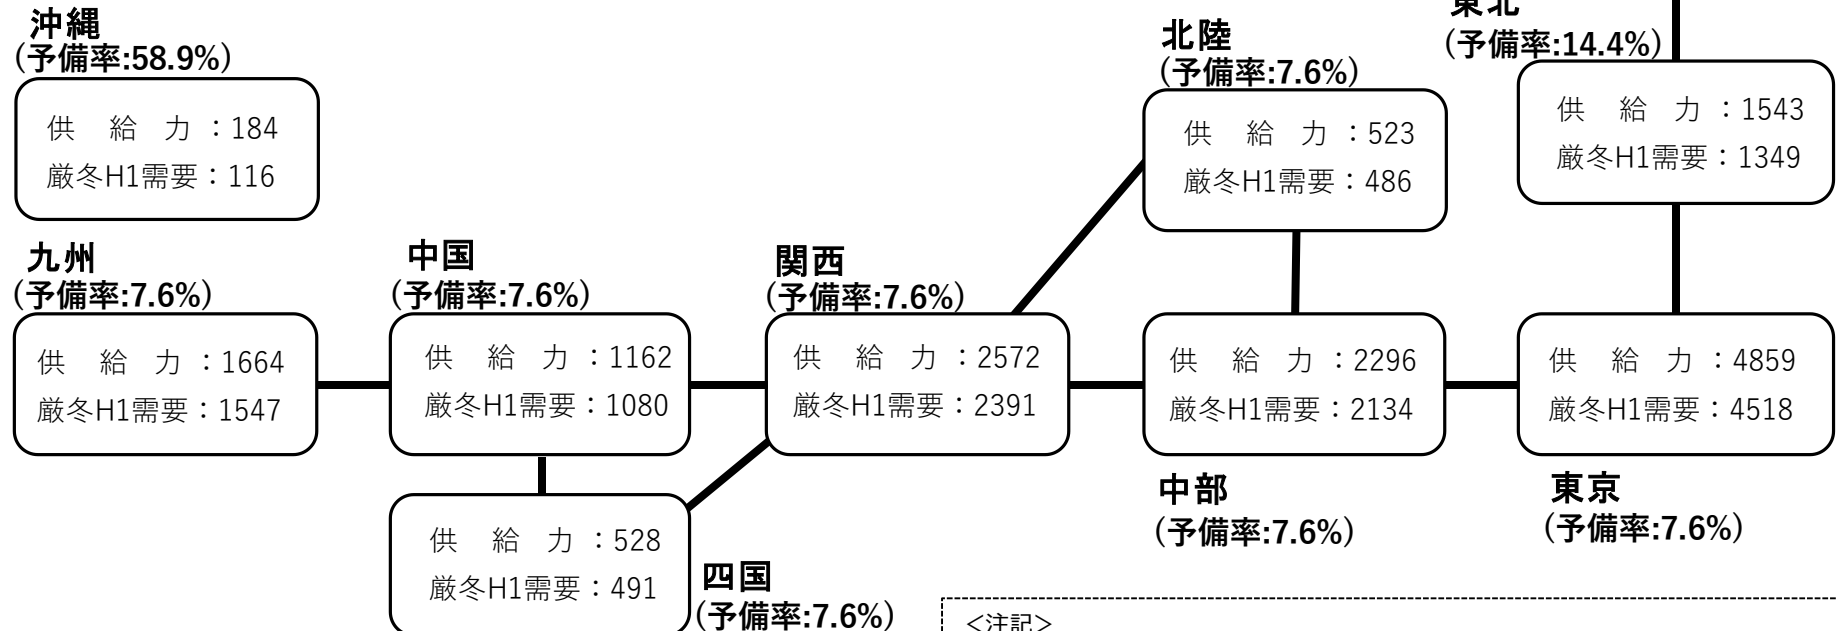 沖縄
(予備率:58.9%)
供 給 力 :184
厳冬H1需要:116
北陸
(予備率:7.6%)
供 給 力 :523
厳冬H1需要:486
東北
(予備率:14.4%)
供 給 力 :1543
厳冬H1需要:1349
九州
(予備率:7.6%)
供 給 力 :1664
厳冬H1需要:1547
中国
(予備率:7.6%)
供 給 力 :1162
厳冬H1需要:1080
関西
(予備率:7.6%)
供 給 力 :2572
厳冬H1需要:2391
供 給 力 :2296
厳冬H1需要:2134
中部
(予備率:7.6%)
供 給 力 :4859
厳冬H1需要:4518
東京
(予備率:7.6%)
供 給 力 :528
厳冬H1需要:491
四国
(予備率:7.6%)
<注記>